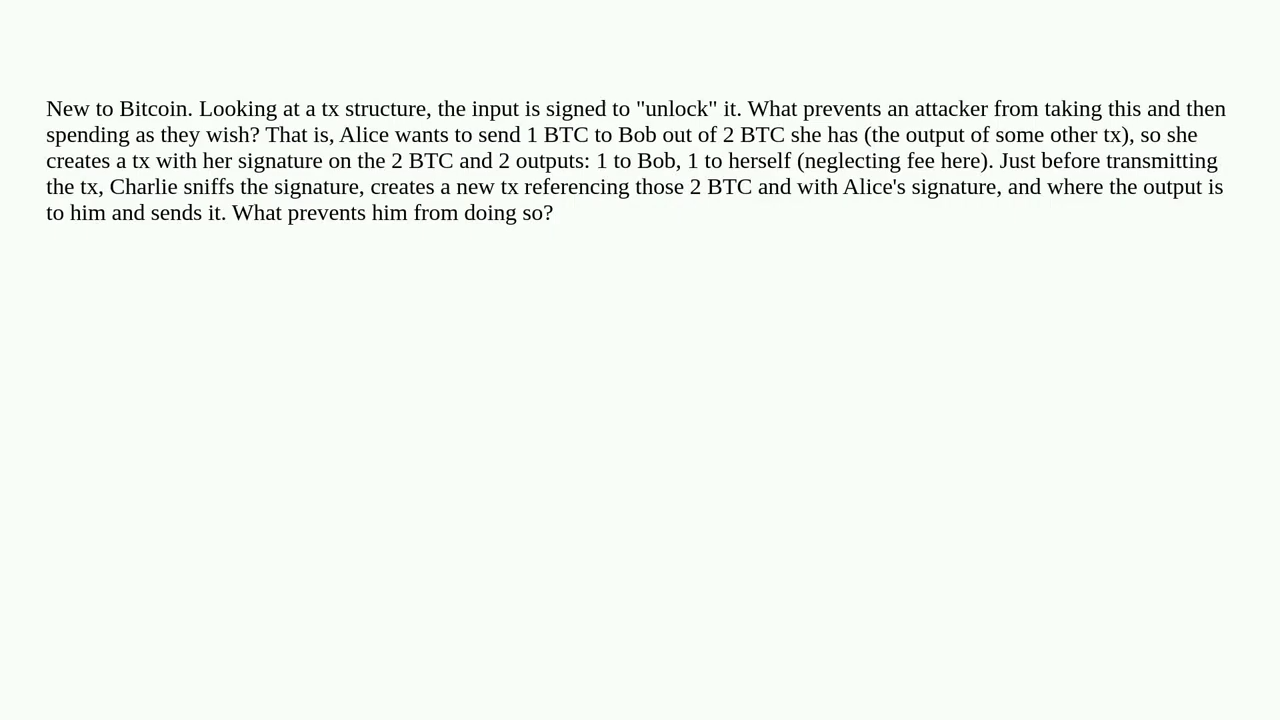 New to Bitcoin. Looking at a tx structure, the input is signed to "unlock" it. What prevents an attacker from taking this and then
spending as they wish? That is, Alice wants to send 1 BTC to Bob out of 2 BTC she has (the output of some other tx), so she
creates a tx with her signature on the 2 BTC and 2 outputs: 1 to Bob, 1 to herself (neglecting fee here). Just before transmitting
the tx, Charlie sniffs the signature, creates a new tx referencing those 2 BTC and with Alice's signature, and where the output is
to him and sends it. What prevents him from doing so?